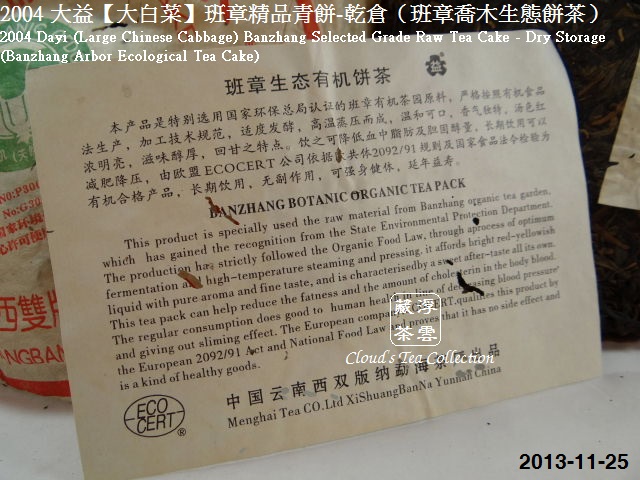 2004 大益【大白菜】班章精品青餅-乾倉（班章喬木生態餅茶）
2004 Dayi (Large Chinese Cabbage) Banzhang Selected Grade Raw Tea Cake - Dry Storage
(Banzhang Arbor Ecological Tea Cake)
班章生态有机饼茶
本产品是特别选用国家环保总局认证的班章有机茶园原料，严格按照有机食品
法生产，加工技术规范，适度发酵，高温蒸压而成，温和可口，香气独特，汤色红
浓明亮，滋味醇厚，回甘之特点。饮之可降低血中脂肪及胆固醇量，长期饮用可以
减肥降压，由欧盟ECOCERT公司依据欧共体2092/91规则及国家食品法令检验为
有机合格产品，长期饮用，无副作用，可强身健休，延年益寿。
BANZHANG BOTANIC ORGANIC TEA PACK
This product is specially used the raw material from Banzhang organic tea garden,
which has gained the recognition from the State Environmental Protection Department.
The production has strictly followed the Organic Food Law, through aprocess of optimum
fermentation and high-temperature steaming and pressing, it affords bright red-yellowish
liquid with pure aroma and fine taste, and is characterised by a sweet after-taste all its own.
This tea pack can help reduce the fatness and the amount of cholesterin in the body blood.
The regular consumption does good to human health in line of decreasing blood pressure'
and giving out sliming effect. The European company ECOCERT, qualities this product by
the European 2092/91 Act and National Food Law and proves that it has no side effect and
is a kind of healthy goods.
ECO
CERT
®
中国云南西双版纳勐海茶厂出品
Menghai Tea CO.Ltd XiShuangBanNa Yunnan China
藏浮
茶雲
Cloud's Tea Collection
西雙版
NGBAN
2013-11-25